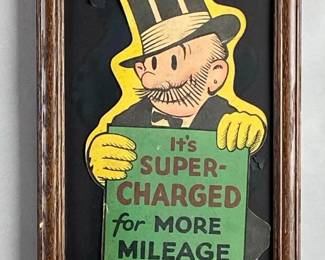 It's
SUPER-
CHARGED
for MORE
MILEAGE